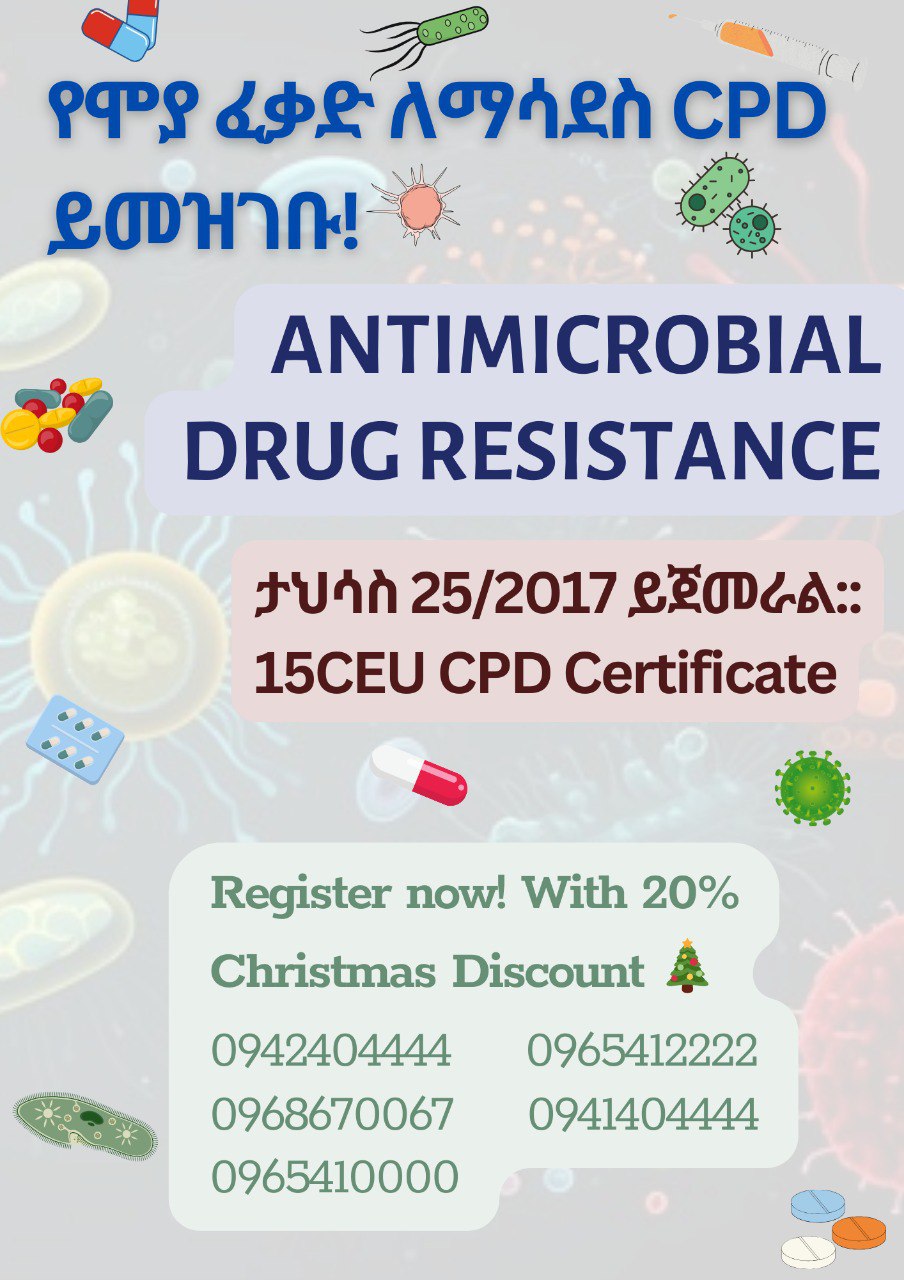 የሞያ ፈቃድ ለማሳደስ CPD
ይመዝገቡ!
ANTIMICROBIAL
DRUG RESISTANCE
ታህሳስ 25/2017 ይጀመራል::
15CEU CPD Certificate
Register now! With 20%
Christmas Discount 🎄
0942404444 0965412222
0968670067 0941404444
0965410000